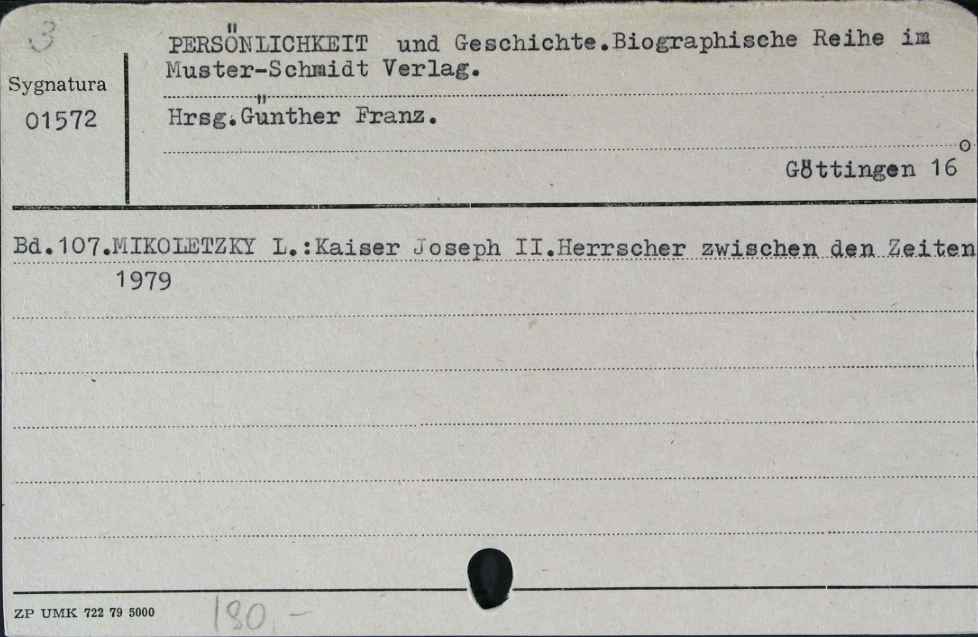 3
PERSÖNLICHKEIT und Geschichte.Biographische Reihe im
Muster-Schmidt Verlag.
Sygnatura
01572
Hrsg.Günther Franz.
Göttingen 16°
Bd.107.MIKOLETZKY L.:Kaiser Joseph II.Herrscher zwischen den Zeiten
1979
ZP UMK 722 79 5000
180,-